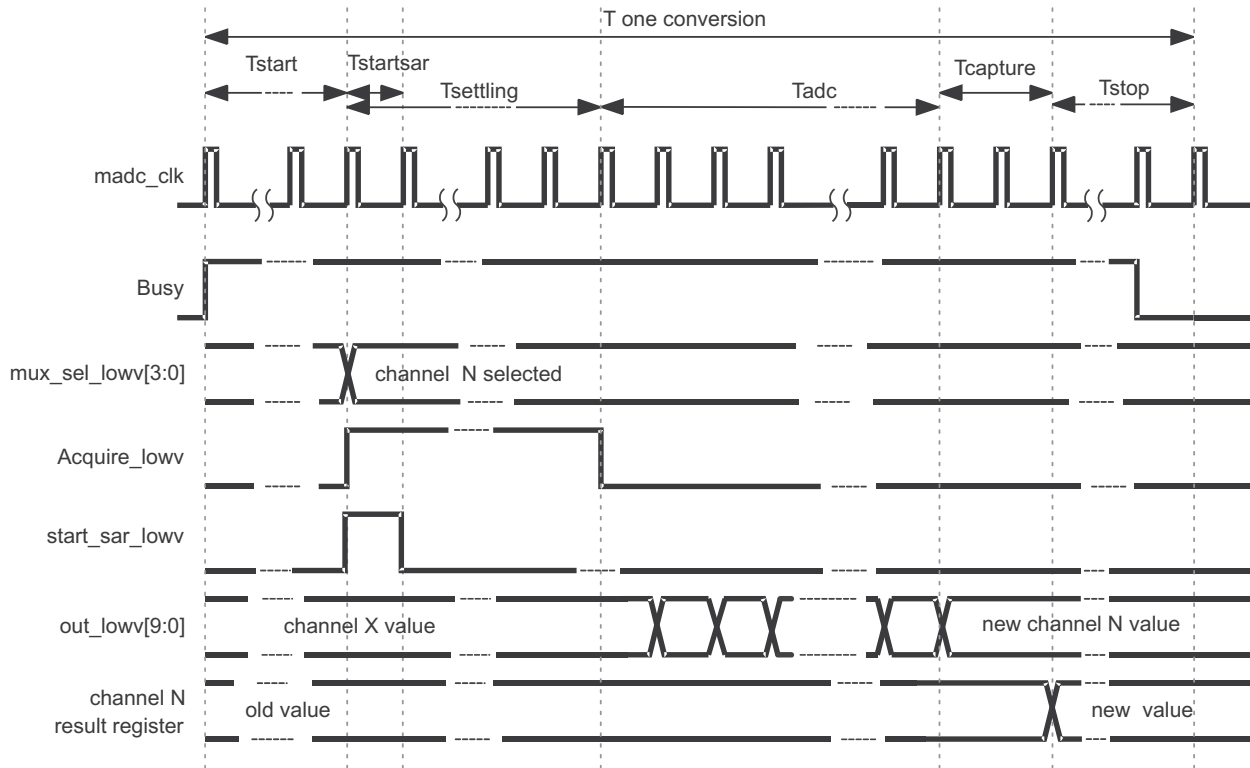 T one conversion
Tstart
Tstartsar
Tsettling
Tadc
Tcapture
Tstop
madc_clk
Busy
mux_sel_lowv[3:0]
channel N selected
Acquire_lowv
start_sar_lowv
out_lowv[9:0]
channel X value
new channel N value
channel N
result register
old value
new value